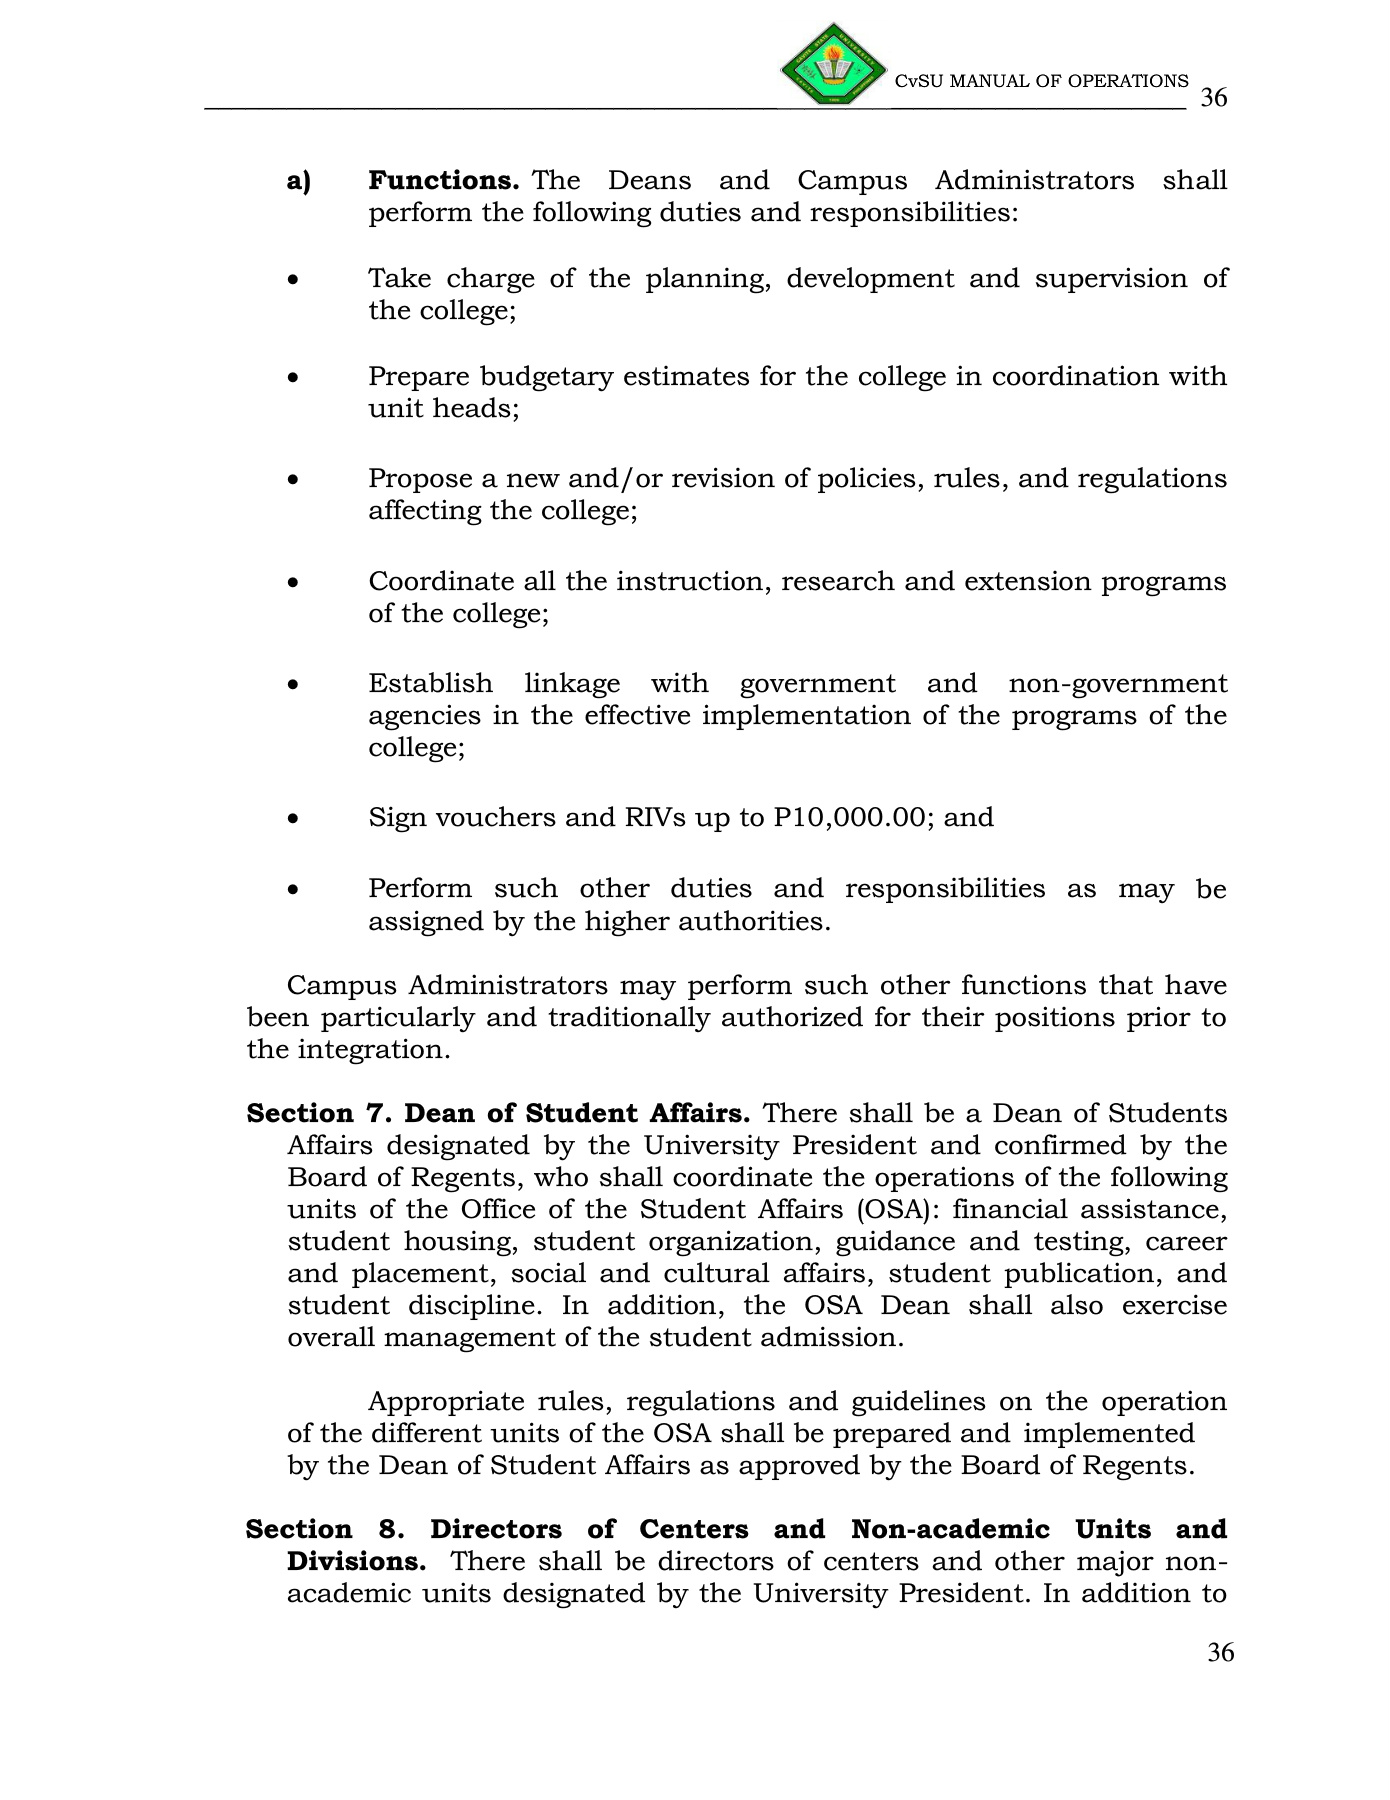 CvSU MANUAL OF OPERATIONS 36
a) Functions. The Deans and Campus Administrators shall
perform the following duties and responsibilities:
• Take charge of the planning, development and supervision of
the college;
• Prepare budgetary estimates for the college in coordination with
unit heads;
• Propose a new and/or revision of policies, rules, and regulations
affecting the college;
• Coordinate all the instruction, research and extension programs
of the college;
• Establish linkage with government and non-government
agencies in the effective implementation of the programs of the
college;
• Sign vouchers and RIVs up to P10,000.00; and
• Perform such other duties and responsibilities as may be
assigned by the higher authorities.
Campus Administrators may perform such other functions that have
been particularly and traditionally authorized for their positions prior to
the integration.
Section 7. Dean of Student Affairs. There shall be a Dean of Students
Affairs designated by the University President and confirmed by the
Board of Regents, who shall coordinate the operations of the following
units of the Office of the Student Affairs (OSA): financial assistance,
student housing, student organization, guidance and testing, career
and placement, social and cultural affairs, student publication, and
student discipline. In addition, the OSA Dean shall also exercise
overall management of the student admission.
Appropriate rules, regulations and guidelines on the operation
of the different units of the OSA shall be prepared and implemented
by the Dean of Student Affairs as approved by the Board of Regents.
Section 8. Directors of Centers and Non-academic Units and
Divisions. There shall be directors of centers and other major non-
academic units designated by the University President. In addition to
36